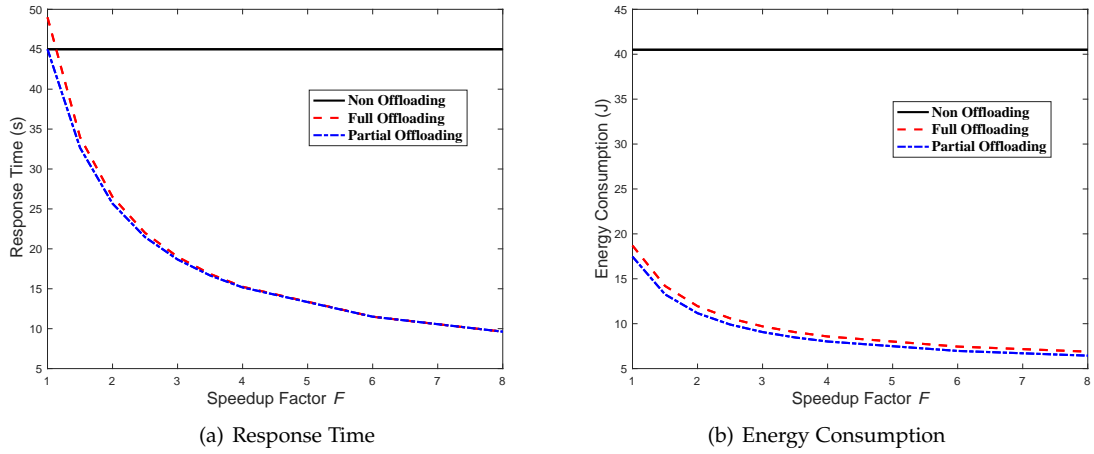 50
45
40
35
30
25
20
15
10
5
Response Time (s)
Non Offloading
Full Offloading
Partial Offloading
1 2 3 4 5 6 7 8
Speedup Factor F
(a) Response Time
45
40
35
30
25
20
15
10
5
Energy Consumption (J)
Non Offloading
Full Offloading
Partial Offloading
1 2 3 4 5 6 7 8
Speedup Factor F
(b) Energy Consumption